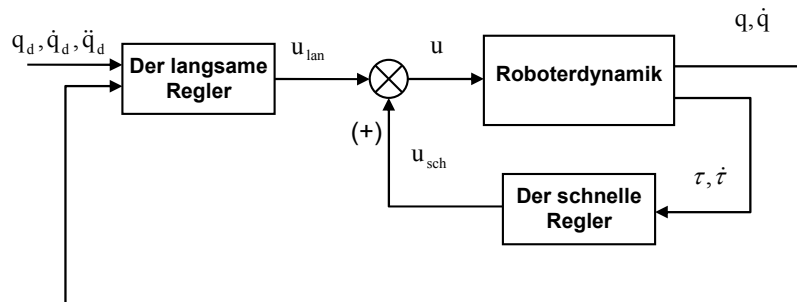 q_d, q̇_d, q̈_d
Der langsame
Regler
u_lan
u
Roboterdynamik
q, q̇
(+)
u_sch
Der schnelle
Regler
τ, τ̇